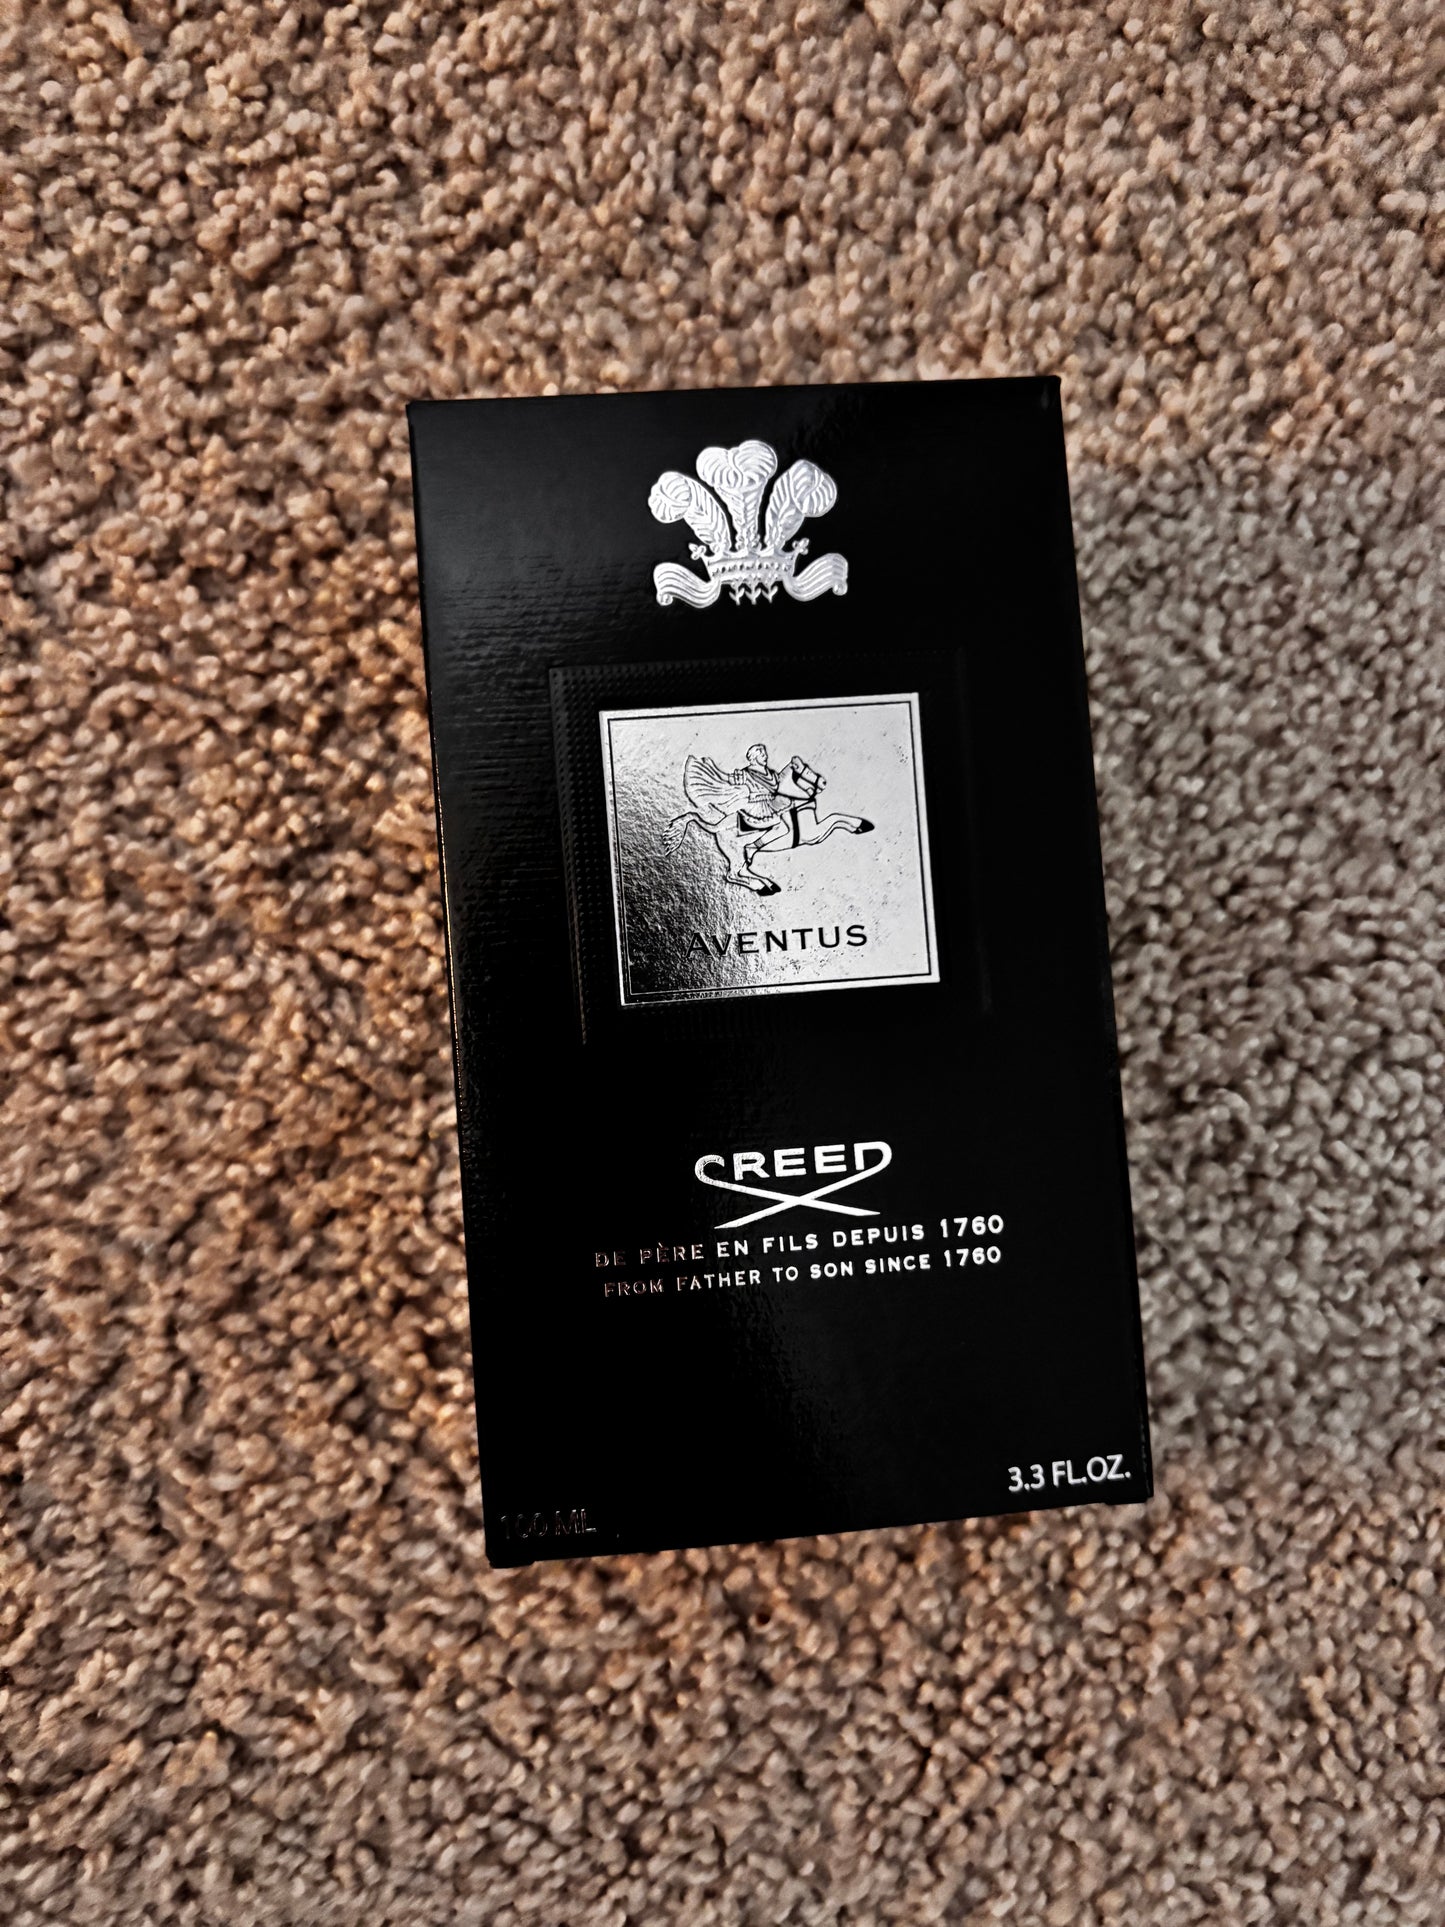 AVENTUS
CREED
DE PÈRE EN FILS DEPUIS 1760
FROM FATHER TO SON SINCE 1760
100 ML
3.3 FL.OZ.